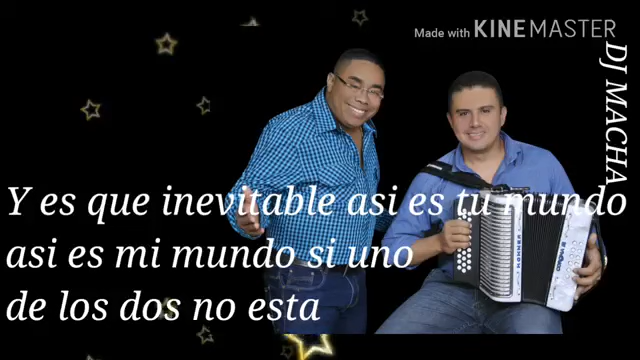 Made with KINEMASTER
DJ MACHA
Y es que inevitable asi es tu mundo
asi es mi mundo si uno
de los dos no esta
HOHNER